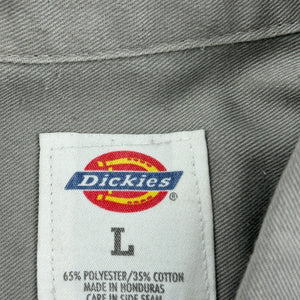 Dickies®
L
65% POLYESTER/35% COTTON
MADE IN HONDURAS
CARE IN SIDE SEAM